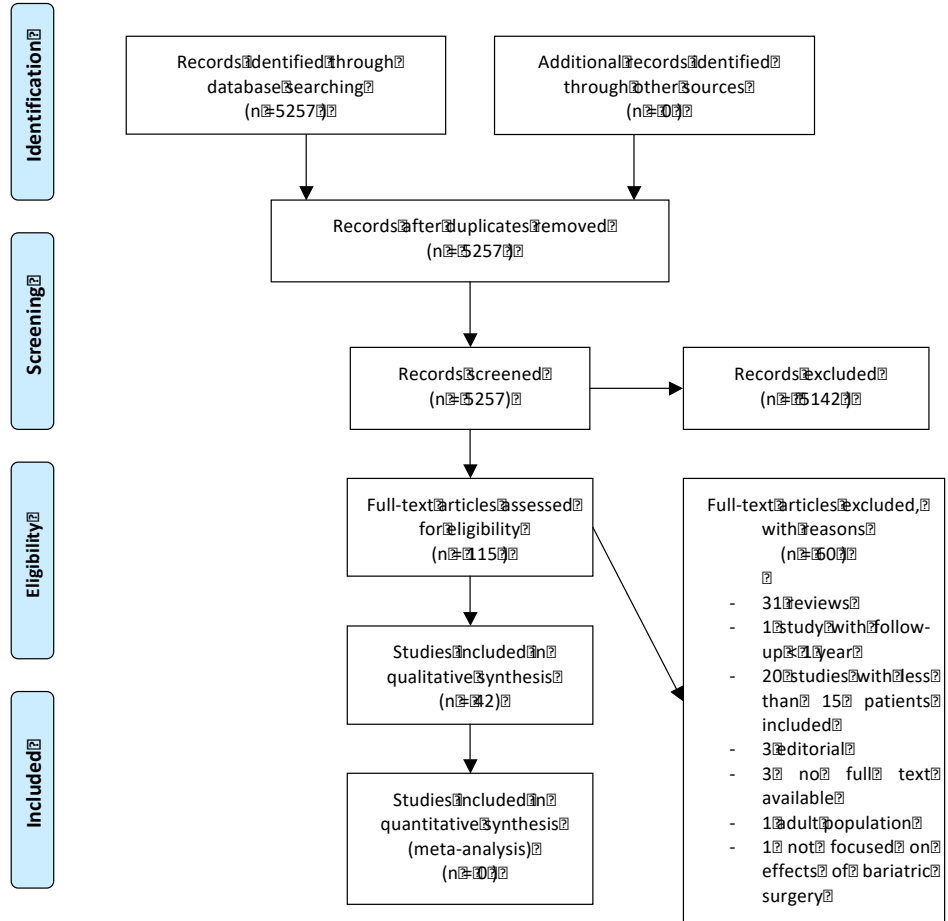 Identification
Records identified through
database searching
(n =5257 )
Additional records identified
through other sources
(n = 0 )
Records after duplicates removed
(n = 5257 )
Screening
Records screened
(n = 5257)
Records excluded
(n = 5142 )
Eligibility
Full-text articles assessed
for eligibility
(n = 115 )
Full-text articles excluded,
with reasons
(n = 60 )
- 31 reviews
- 1 study with follow-
up < 1 year
- 20 studies with less
than 15 patients
included
- 3 editorial
- 3 no full text
available
- 1 adult population
- 1 not focused on
effects of bariatric
surgery
Studies included in
qualitative synthesis
(n = 42)
Included
Studies included in
quantitative synthesis
(meta-analysis)
(n = 0 )